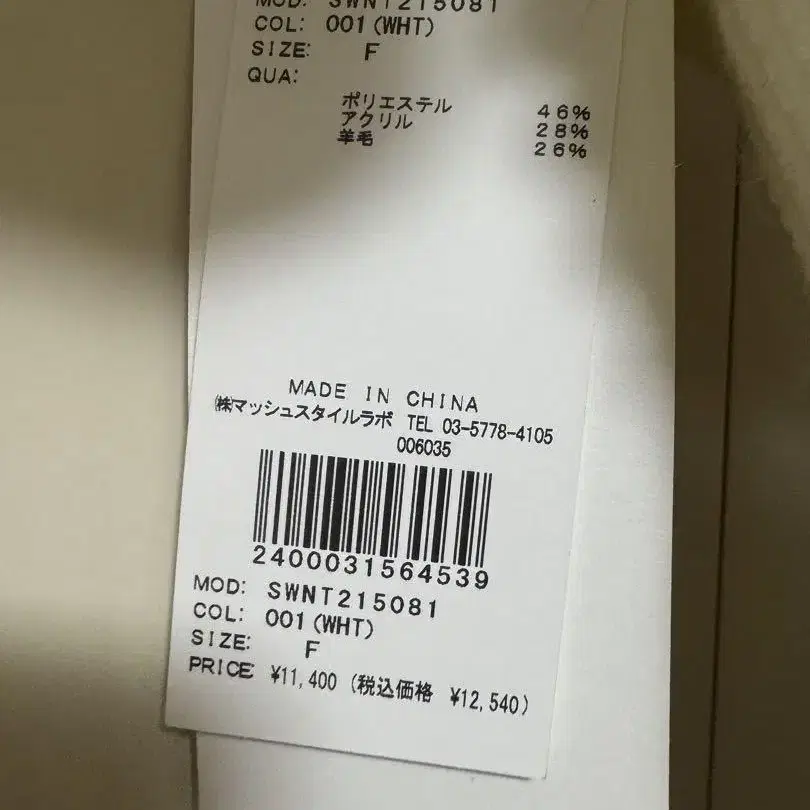 MOD: SWNT215081
COL: 001(WHT)
SIZE: F
QUA:
ポリエステル 46%
アクリル 28%
羊毛 26%
MADE IN CHINA
㈱マッシュスタイルラボ TEL 03-5778-4105
006035
2400031564539
MOD: SWNT215081
COL: 001(WHT)
SIZE: F
PRICE ¥11,400 (税込価格 ¥12,540)